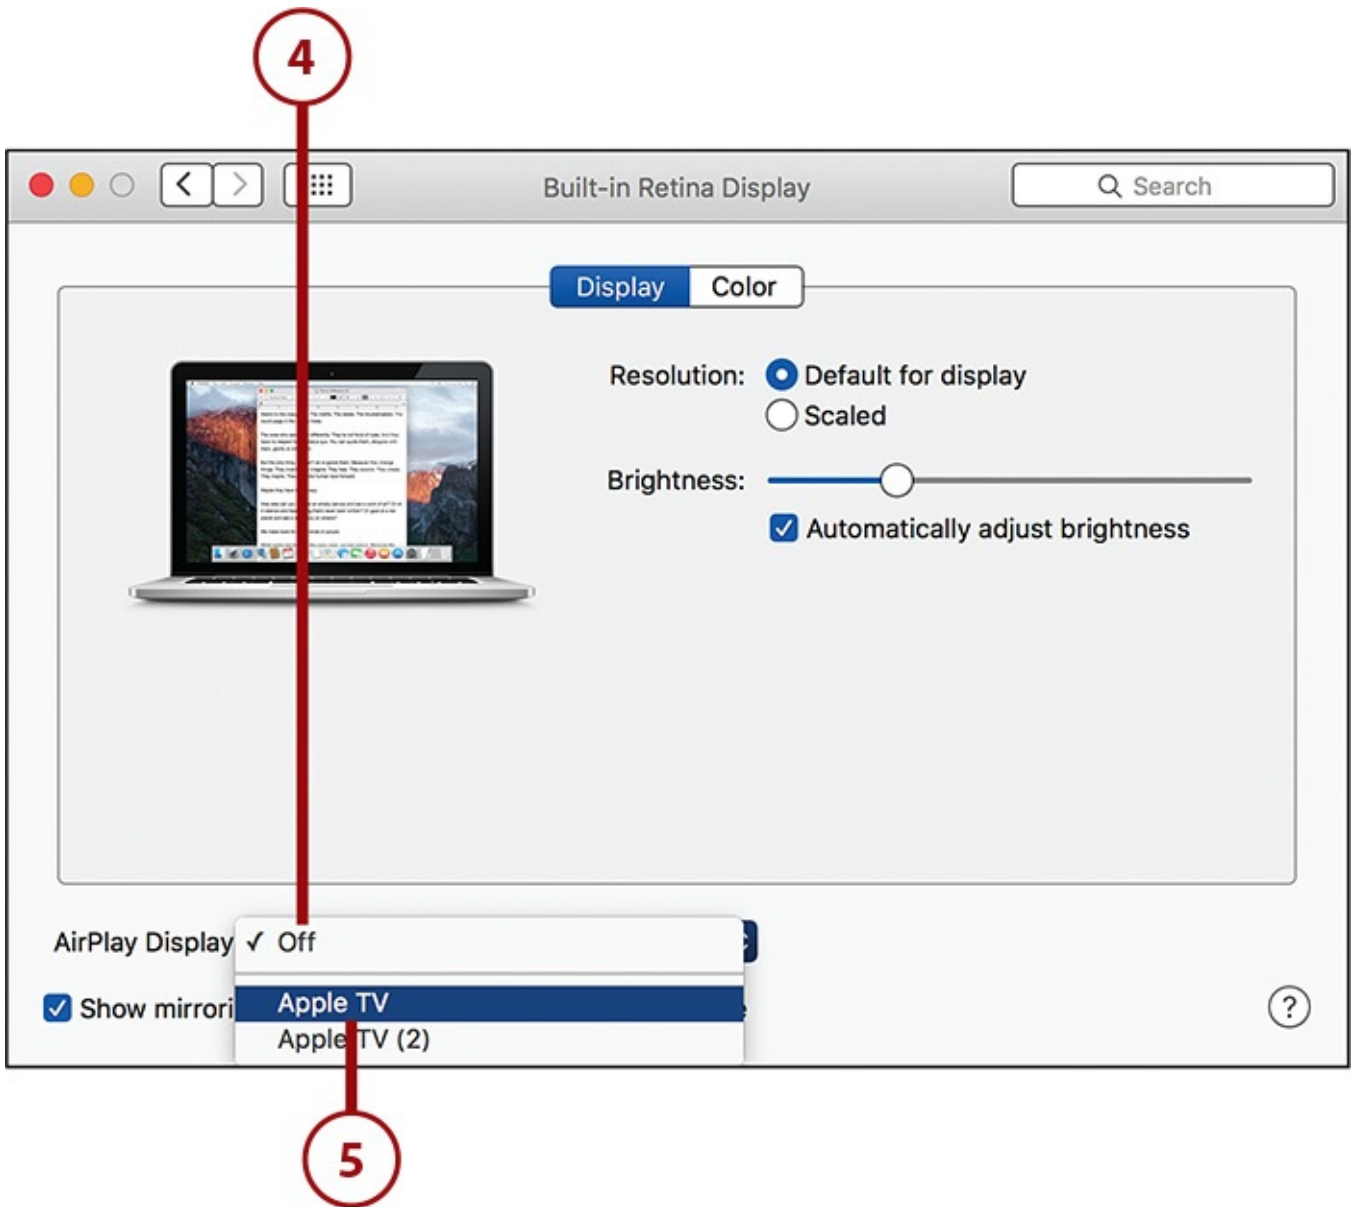 4
Built-in Retina Display
Search
Display Color
Resolution: Default for display
Scaled
Brightness:
Automatically adjust brightness
AirPlay Display ✓ Off
Show mirrori
Apple TV
Apple TV (2)
?
5